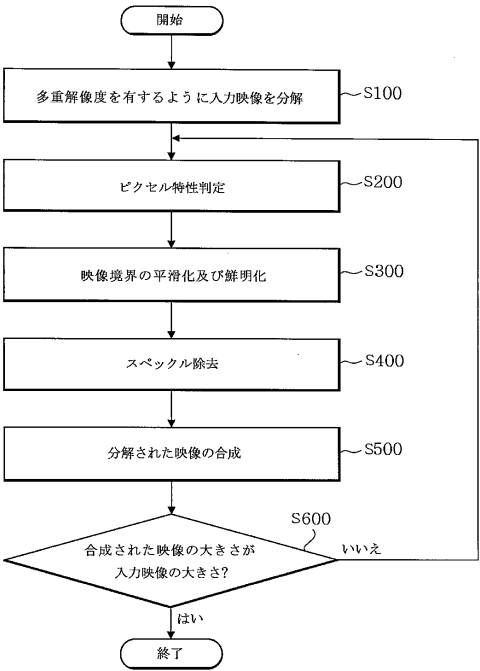 開始
多重解像度を有するように入力映像を分解
S100
ピクセル特性判定
S200
映像境界の平滑化及び鮮明化
S300
スペックル除去
S400
分解された映像の合成
S500
S600
合成された映像の大きさが
入力映像の大きさ?
いいえ
はい
終了